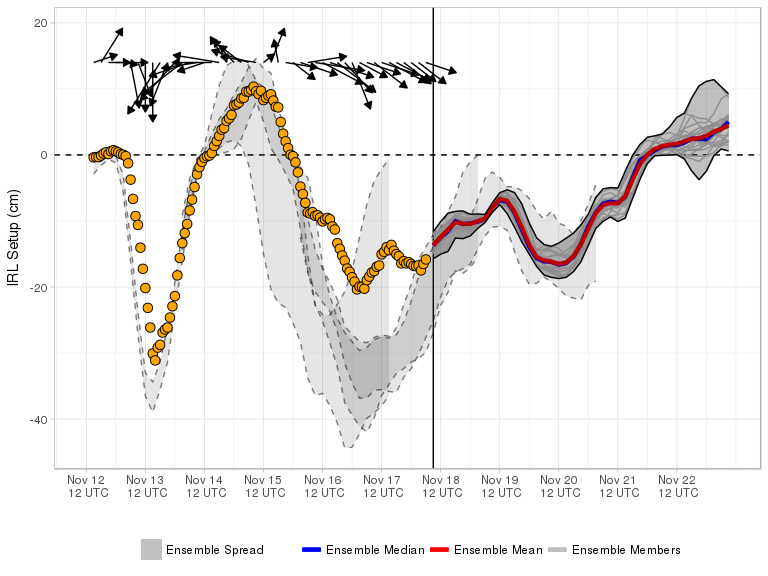 20
0
-20
-40
IRL Setup (cm)
Nov 12 Nov 13 Nov 14 Nov 15 Nov 16 Nov 17 Nov 18 Nov 19 Nov 20 Nov 21 Nov 22
12 UTC 12 UTC 12 UTC 12 UTC 12 UTC 12 UTC 12 UTC 12 UTC 12 UTC 12 UTC 12 UTC
Ensemble Spread Ensemble Median Ensemble Mean Ensemble Members